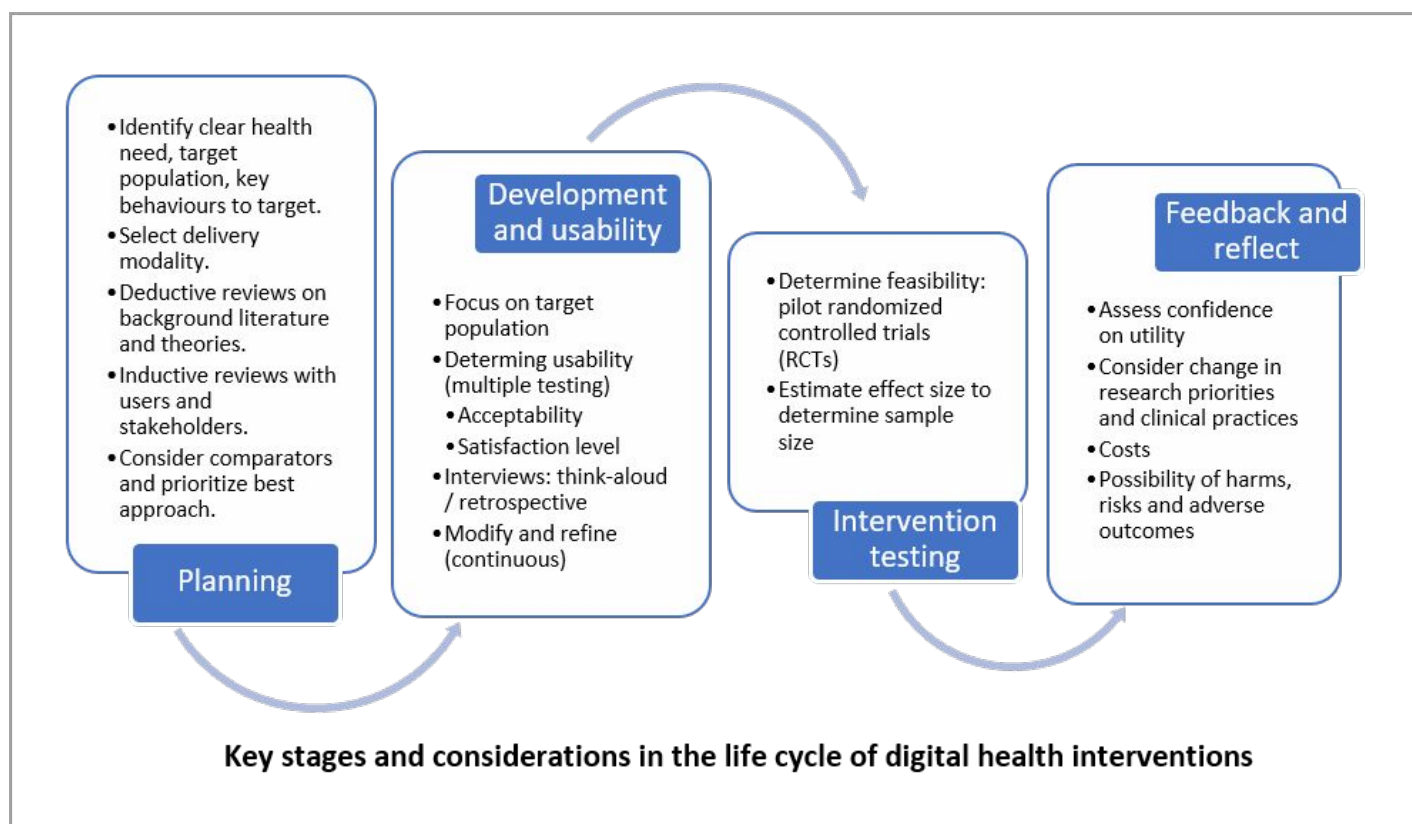 •Identify clear health
need, target
population, key
behaviours to target.
•Select delivery
modality.
•Deductive reviews on
background literature
and theories.
•Inductive reviews with
users and
stakeholders.
•Consider comparators
and prioritize best
approach.
Planning
Development
and usability
•Focus on target
population
•Determing usability
(multiple testing)
•Acceptability
•Satisfaction level
•Interviews: think-aloud
/ retrospective
•Modify and refine
(continuous)
•Determine feasibility:
pilot randomized
controlled trials
(RCTs)
•Estimate effect size to
determine sample
size
Intervention
testing
Feedback and
reflect
•Assess confidence
on utility
•Consider change in
research priorities
and clinical practices
•Costs
•Possibility of harms,
risks and adverse
outcomes
Key stages and considerations in the life cycle of digital health interventions